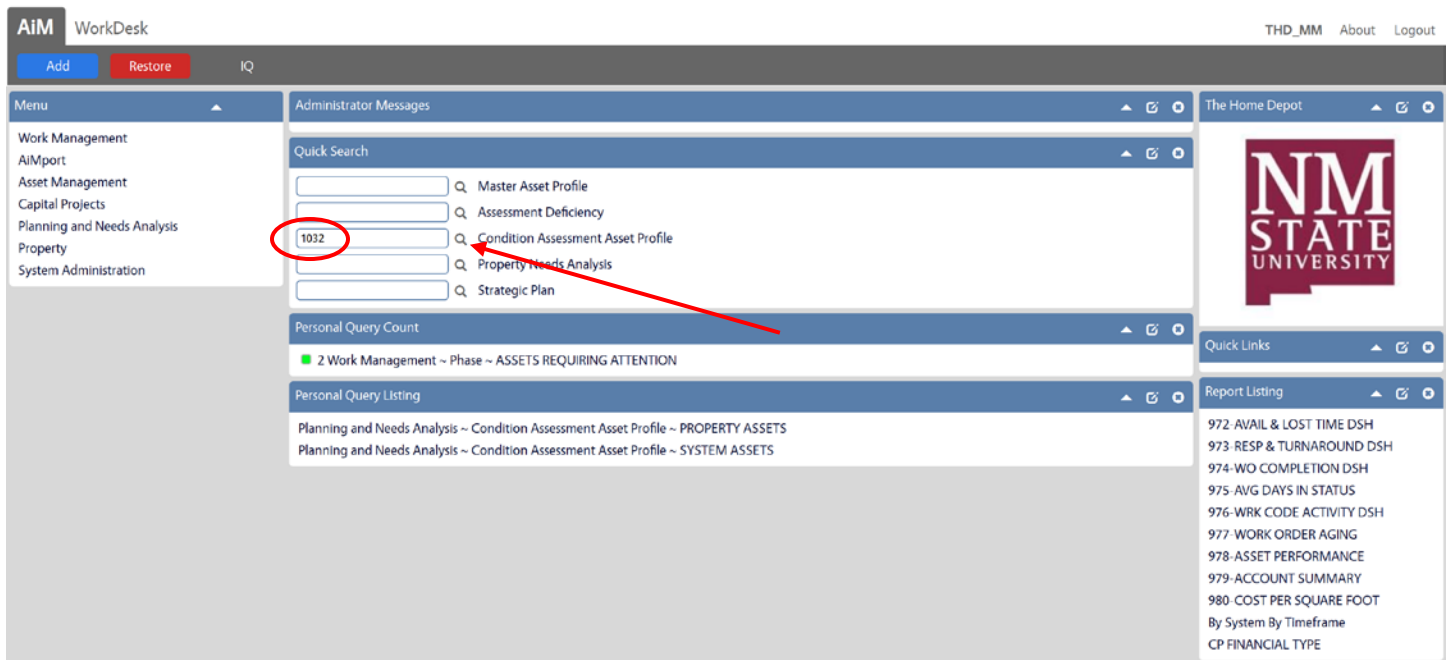 AiM WorkDesk
THD_MM About Logout
Add Restore IQ
Menu
Work Management
AiMport
Asset Management
Capital Projects
Planning and Needs Analysis
Property
System Administration
Administrator Messages
Quick Search
Master Asset Profile
Assessment Deficiency
1032 Condition Assessment Asset Profile
Property Needs Analysis
Strategic Plan
Personal Query Count
2 Work Management ~ Phase ~ ASSETS REQUIRING ATTENTION
Personal Query Listing
Planning and Needs Analysis ~ Condition Assessment Asset Profile ~ PROPERTY ASSETS
Planning and Needs Analysis ~ Condition Assessment Asset Profile ~ SYSTEM ASSETS
The Home Depot
NM
STATE
UNIVERSITY
Quick Links
Report Listing
972-AVAIL & LOST TIME DSH
973-RESP & TURNAROUND DSH
974-WO COMPLETION DSH
975-AVG DAYS IN STATUS
976-WRK CODE ACTIVITY DSH
977-WORK ORDER AGING
978-ASSET PERFORMANCE
979-ACCOUNT SUMMARY
980-COST PER SQUARE FOOT
By System By Timeframe
CP FINANCIAL TYPE